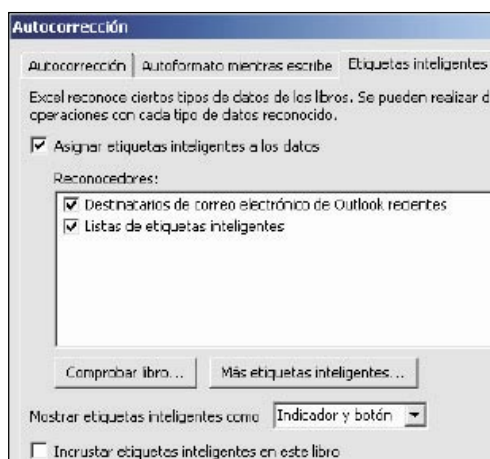 Autocorrección
Autocorrección Autoformato mientras escribe Etiquetas inteligentes
Excel reconoce ciertos tipos de datos de los libros. Se pueden realizar d
operaciones con cada tipo de datos reconocido.
Asignar etiquetas inteligentes a los datos
Reconocedores:
Destinatarios de correo electrónico de Outlook recientes
Listas de etiquetas inteligentes
Comprobar libro... Más etiquetas inteligentes...
Mostrar etiquetas inteligentes como Indicador y botón
Incrustar etiquetas inteligentes en este libro